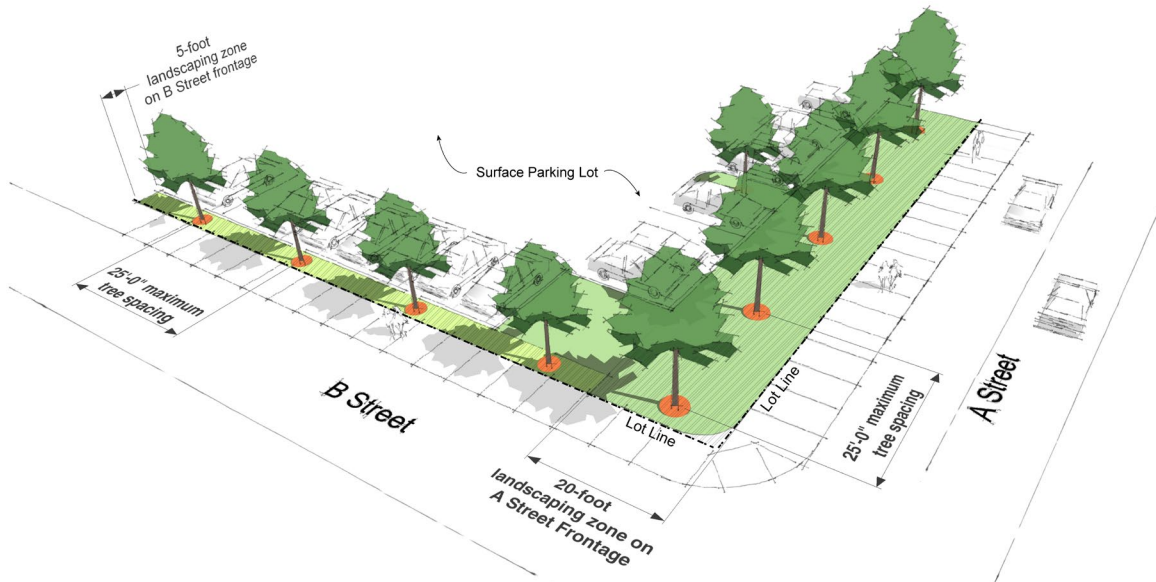 5-foot
landscaping zone
on B Street frontage
Surface Parking Lot
25'-0" maximum
tree spacing
B Street
Lot Line
Lot Line
A Street
25'-0" maximum
tree spacing
20-foot
landscaping zone on
A Street Frontage